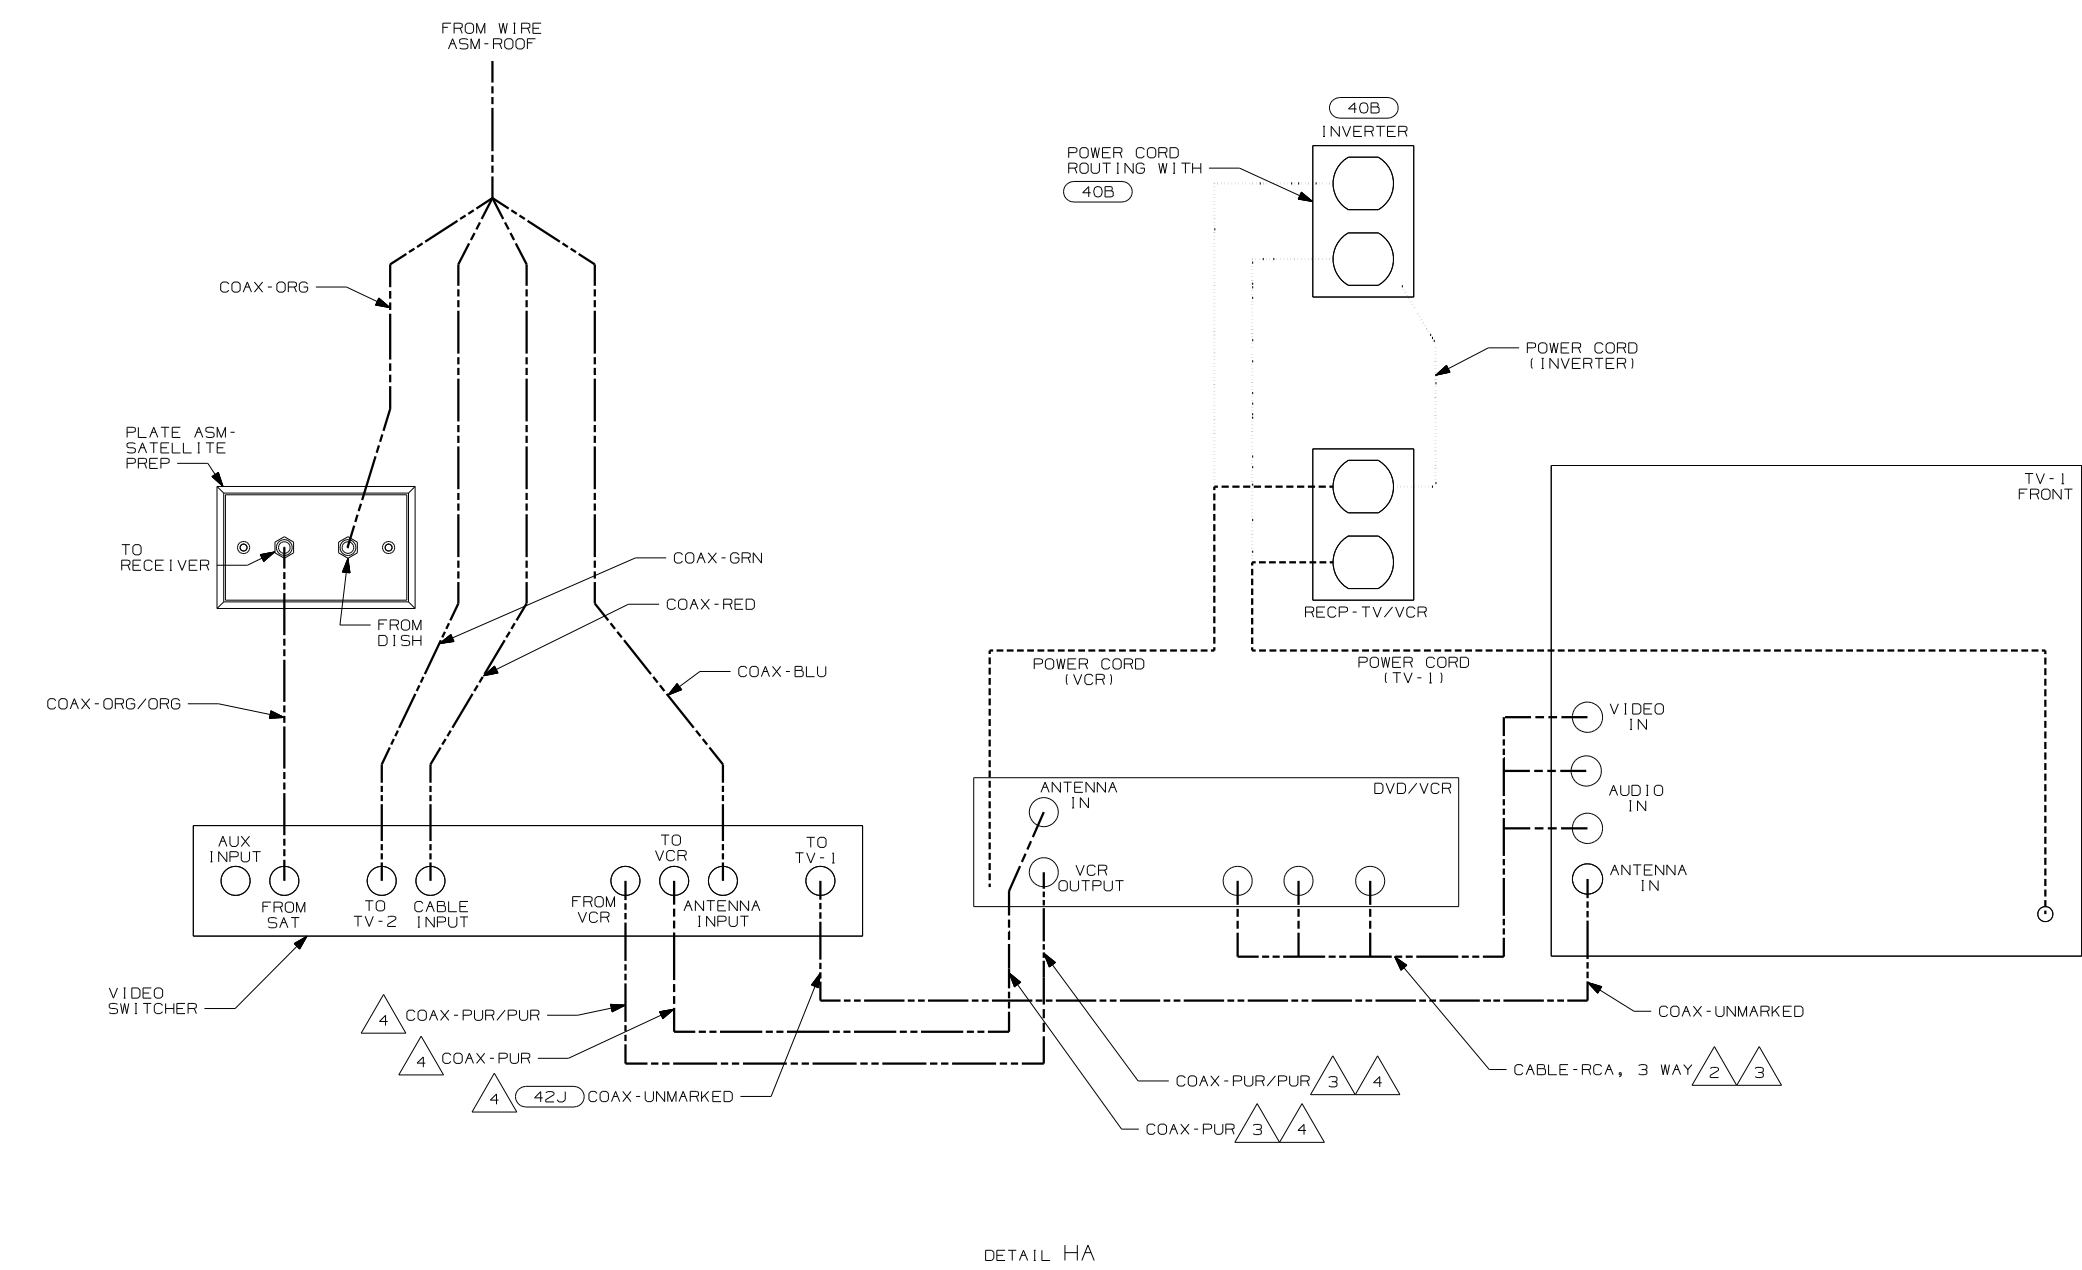 FROM WIRE
ASM-ROOF
40B
INVERTER
POWER CORD
ROUTING WITH
40B
COAX-ORG
POWER CORD
(INVERTER)
PLATE ASM-
SATELLITE
PREP
TV-1
FRONT
TO
RECEIVER
COAX-GRN
COAX-RED
RECP-TV/VCR
FROM
DISH
COAX-BLU
POWER CORD
(VCR)
POWER CORD
(TV-1)
COAX-ORG/ORG
VIDEO
IN
AUDIO
IN
ANTENNA
IN
ANTENNA
IN
DVD/VCR
VCR
OUTPUT
AUX
INPUT
TO
VCR
TO
TV-1
FROM
SAT
TO
TV-2
CABLE
INPUT
FROM
VCR
ANTENNA
INPUT
VIDEO
SWITCHER
4 COAX-PUR/PUR
4 COAX-PUR
4 42J COAX-UNMARKED
COAX-UNMARKED
CABLE-RCA, 3 WAY 2 3
COAX-PUR/PUR 3 4
COAX-PUR 3 4
DETAIL HA